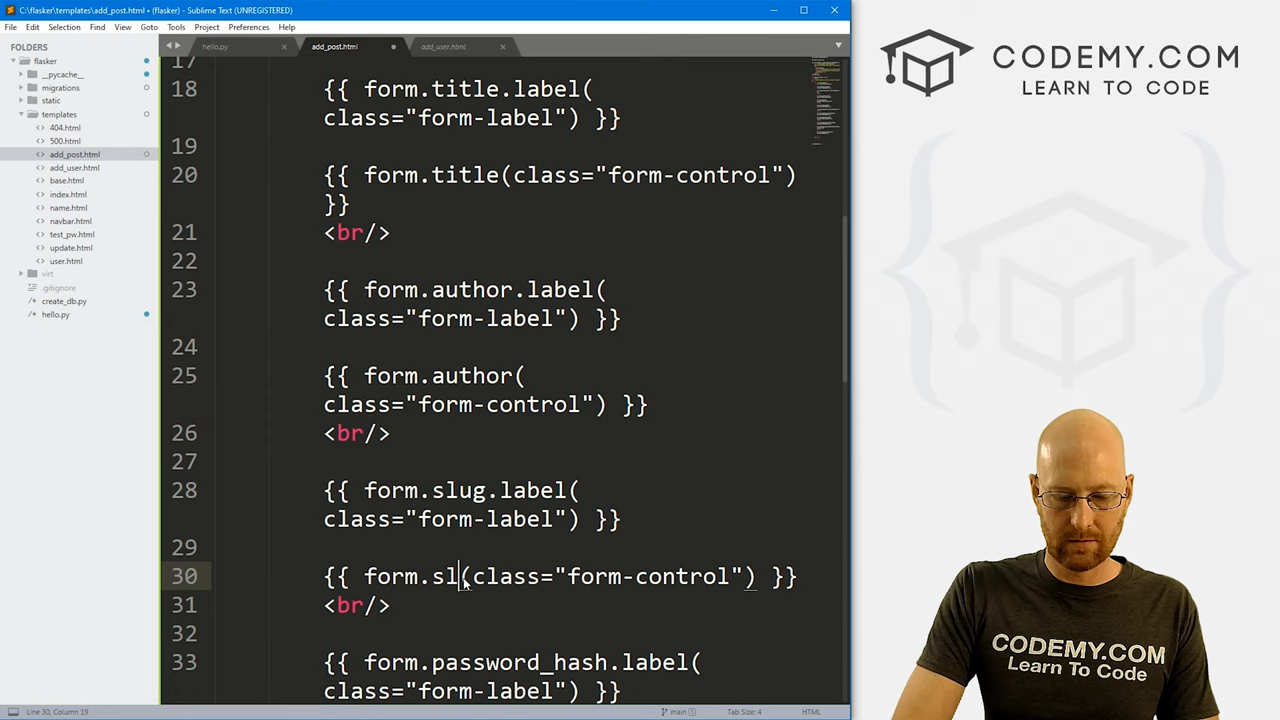 C:\flasker\templates\add_post.html • (flasker) - Sublime Text (UNREGISTERED)
File Edit Selection Find View Goto Tools Project Preferences Help
FOLDERS
flasker
__pycache__
migrations
static
templates
404.html
500.html
add_post.html
add_user.html
base.html
index.html
name.html
navbar.html
test_pw.html
update.html
user.html
virt
.gitignore
create_db.py
hello.py
hello.py add_post.html add_user.html
17
18 {{ form.title.label(
class="form-label") }}
19
20 {{ form.title(class="form-control")
}}
21 <br/>
22
23 {{ form.author.label(
class="form-label") }}
24
25 {{ form.author(
class="form-control") }}
26 <br/>
27
28 {{ form.slug.label(
class="form-label") }}
29
30 {{ form.sl(class="form-control") }}
31 <br/>
32
33 {{ form.password_hash.label(
class="form-label") }}
Line 30, Column 19
main 3
Tab Size: 4
HTML
CODEMY.COM
LEARN TO CODE
CODEMY.COM
Learn To Code